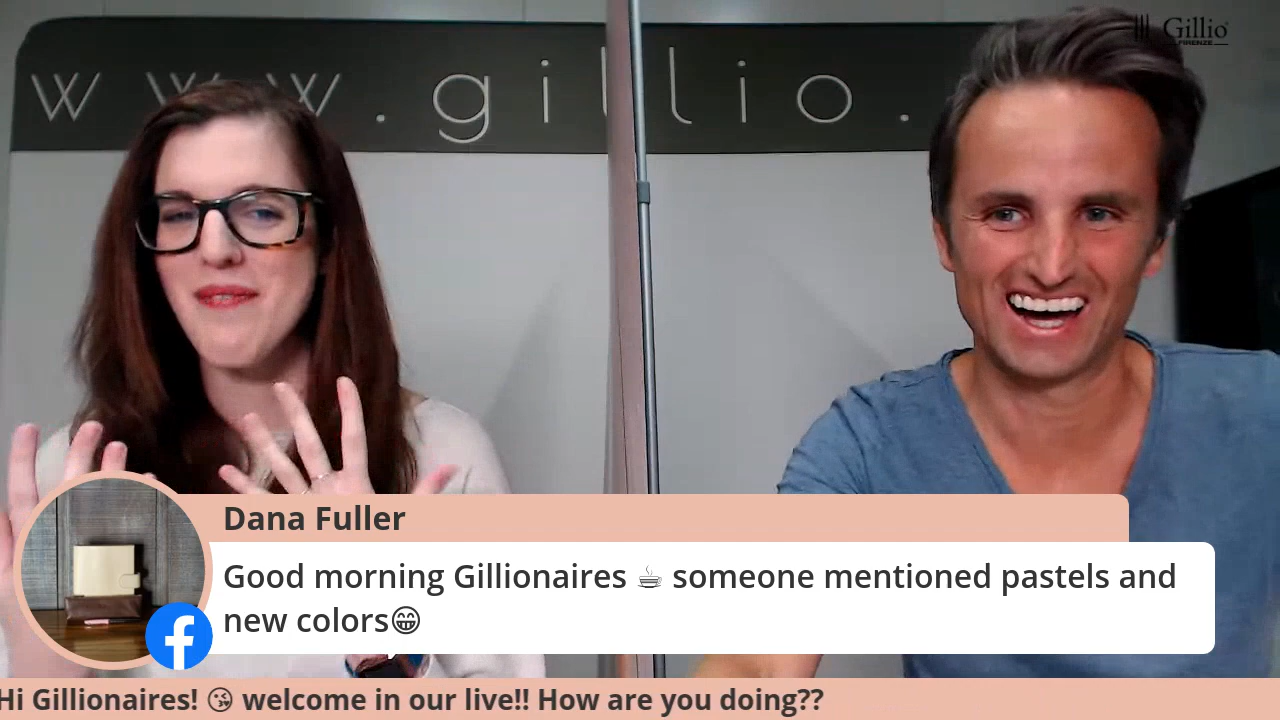 Gillio
FIRENZE
www.gillio.
Dana Fuller
Good morning Gillionaires ☕ someone mentioned pastels and
new colors😁
Hi Gillionaires! 😘 welcome in our live!! How are you doing??